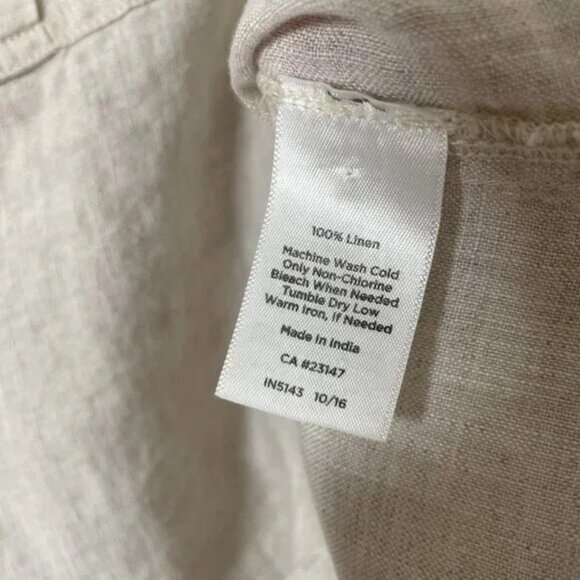 100% Linen
Machine Wash Cold
Only Non-Chlorine
Bleach When Needed
Tumble Dry Low
Warm Iron, If Needed
Made in India
CA #23147
IN5143 10/16